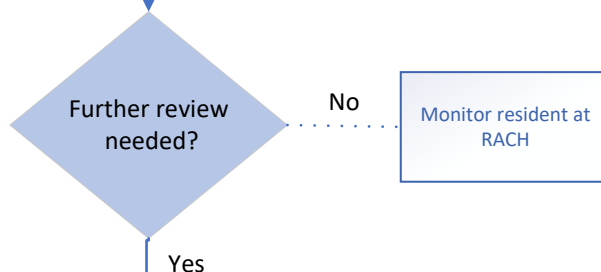 Further review
needed?
No
Monitor resident at
RACH
Yes